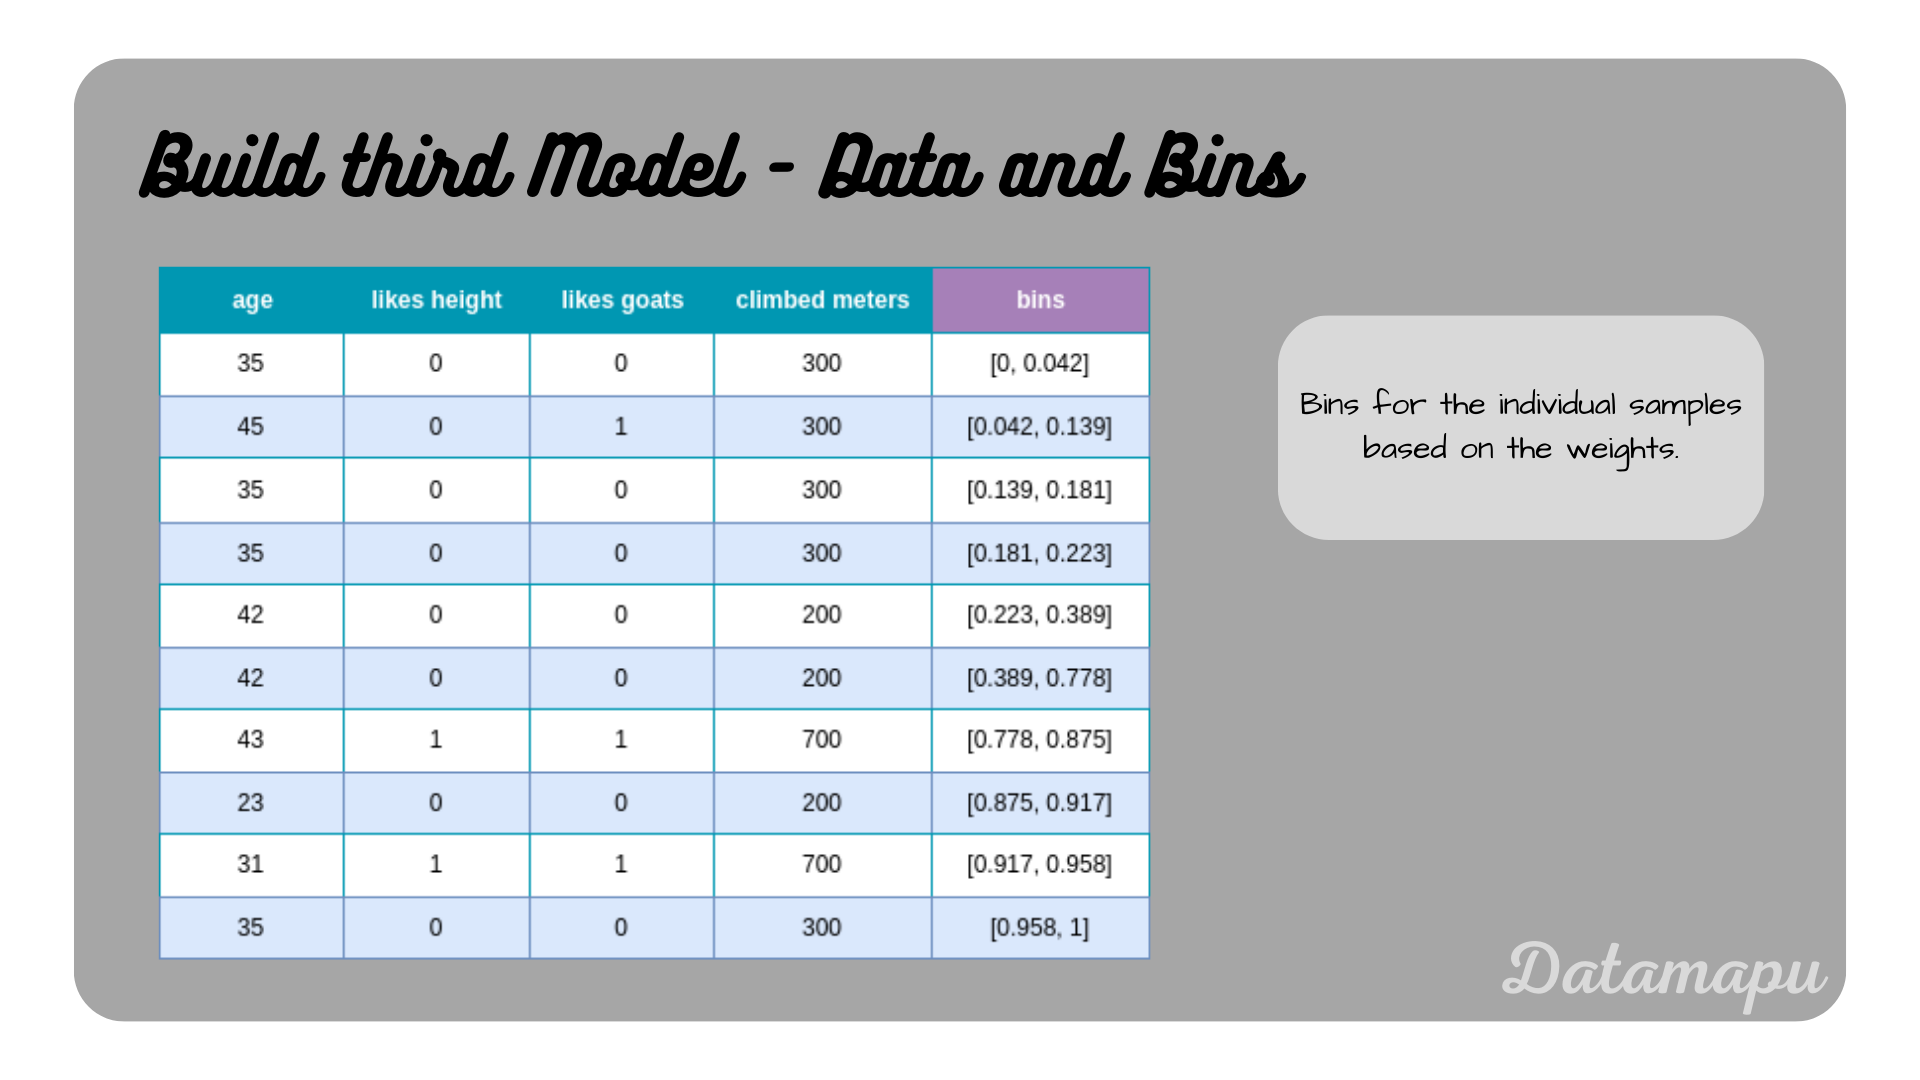 Build third Model - Data and Bins
age likes height likes goats climbed meters bins
35 0 0 300 [0, 0.042]
45 0 1 300 [0.042, 0.139]
35 0 0 300 [0.139, 0.181]
35 0 0 300 [0.181, 0.223]
42 0 0 200 [0.223, 0.389]
42 0 0 200 [0.389, 0.778]
43 1 1 700 [0.778, 0.875]
23 0 0 200 [0.875, 0.917]
31 1 1 700 [0.917, 0.958]
35 0 0 300 [0.958, 1]
Bins for the individual samples
based on the weights.
Datamapu